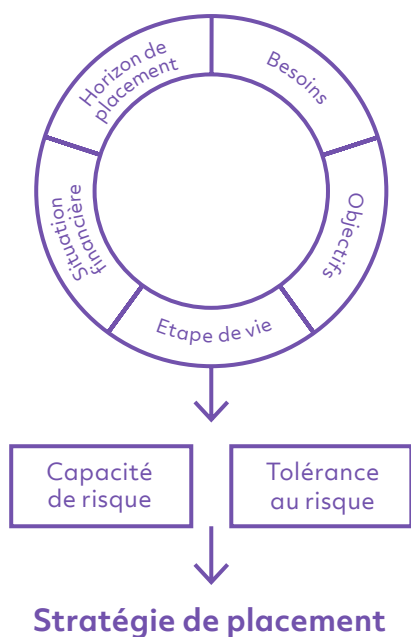 Horizon de
placement
Besoins
Objectifs
Etape de vie
Situation
financière
Capacité
de risque
Tolérance
au risque
Stratégie de placement